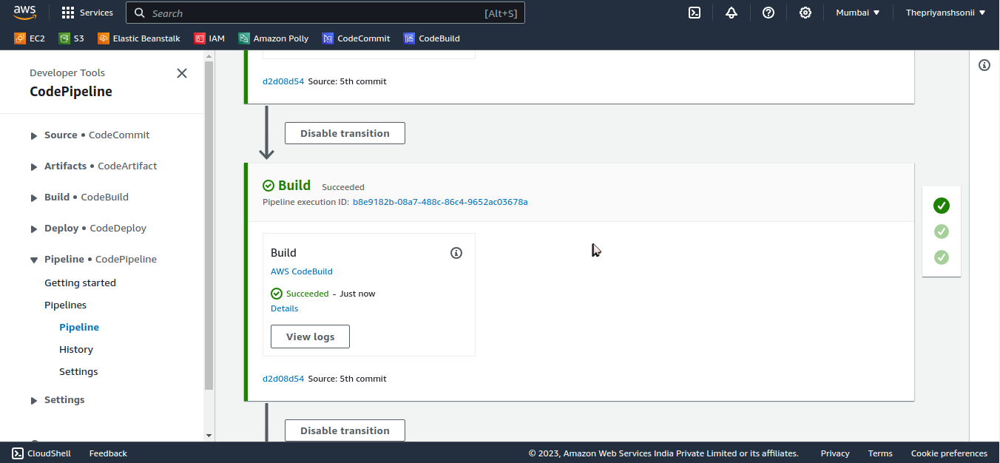 aws
Services
Search
[Alt+S]
Mumbai
Thepriyanshsonii
EC2
S3
Elastic Beanstalk
IAM
Amazon Polly
CodeCommit
CodeBuild
Developer Tools
CodePipeline
Source • CodeCommit
Artifacts • CodeArtifact
Build • CodeBuild
Deploy • CodeDeploy
Pipeline • CodePipeline
Getting started
Pipelines
Pipeline
History
Settings
Settings
d2d08d54 Source: 5th commit
Disable transition
Build Succeeded
Pipeline execution ID: b8e9182b-08a7-488c-86c4-9652ac03678a
Build
AWS CodeBuild
Succeeded - Just now
Details
View logs
d2d08d54 Source: 5th commit
Disable transition
CloudShell
Feedback
© 2023, Amazon Web Services India Private Limited or its affiliates.
Privacy
Terms
Cookie preferences